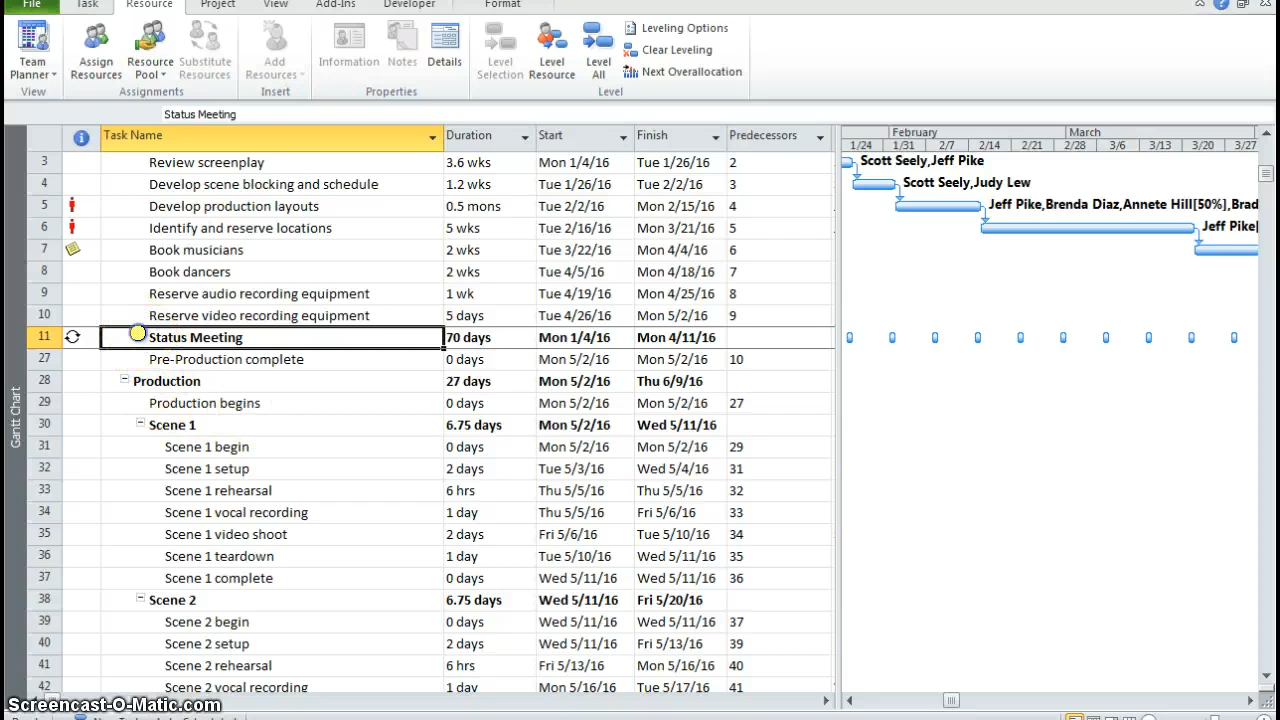 File Task Resource Project View Add-Ins Developer Format
Team Planner Assign Resources Resource Pool Substitute Resources Add Resources Information Notes Details Level Selection Level Resource Level All Leveling Options
Clear Leveling
Next Overallocation
View Assignments Insert Properties Level
Status Meeting
Task Name Duration Start Finish Predecessors February March
1/24 1/31 2/7 2/14 2/21 2/28 3/6 3/13 3/20 3/27
3 Review screenplay 3.6 wks Mon 1/4/16 Tue 1/26/16 2 Scott Seely,Jeff Pike
4 Develop scene blocking and schedule 1.2 wks Tue 1/26/16 Tue 2/2/16 3 Scott Seely,Judy Lew
5 Develop production layouts 0.5 mons Tue 2/2/16 Mon 2/15/16 4 Jeff Pike,Brenda Diaz,Annete Hill[50%],Brad
6 Identify and reserve locations 5 wks Tue 2/16/16 Mon 3/21/16 5 Jeff Pike[
7 Book musicians 2 wks Tue 3/22/16 Mon 4/4/16 6
8 Book dancers 2 wks Tue 4/5/16 Mon 4/18/16 7
9 Reserve audio recording equipment 1 wk Tue 4/19/16 Mon 4/25/16 8
10 Reserve video recording equipment 5 days Tue 4/26/16 Mon 5/2/16 9
11 Status Meeting 70 days Mon 1/4/16 Mon 4/11/16
27 Pre-Production complete 0 days Mon 5/2/16 Mon 5/2/16 10
28 Production 27 days Mon 5/2/16 Thu 6/9/16
29 Production begins 0 days Mon 5/2/16 Mon 5/2/16 27
30 Scene 1 6.75 days Mon 5/2/16 Wed 5/11/16
31 Scene 1 begin 0 days Mon 5/2/16 Mon 5/2/16 29
32 Scene 1 setup 2 days Tue 5/3/16 Wed 5/4/16 31
33 Scene 1 rehearsal 6 hrs Thu 5/5/16 Thu 5/5/16 32
34 Scene 1 vocal recording 1 day Thu 5/5/16 Fri 5/6/16 33
35 Scene 1 video shoot 2 days Fri 5/6/16 Tue 5/10/16 34
36 Scene 1 teardown 1 day Tue 5/10/16 Wed 5/11/16 35
37 Scene 1 complete 0 days Wed 5/11/16 Wed 5/11/16 36
38 Scene 2 6.75 days Wed 5/11/16 Fri 5/20/16
39 Scene 2 begin 0 days Wed 5/11/16 Wed 5/11/16 37
40 Scene 2 setup 2 days Wed 5/11/16 Fri 5/13/16 39
41 Scene 2 rehearsal 6 hrs Fri 5/13/16 Mon 5/16/16 40
42 Scene 2 vocal recording 1 day Mon 5/16/16 Tue 5/17/16 41
Gantt Chart
Screencast-O-Matic.com